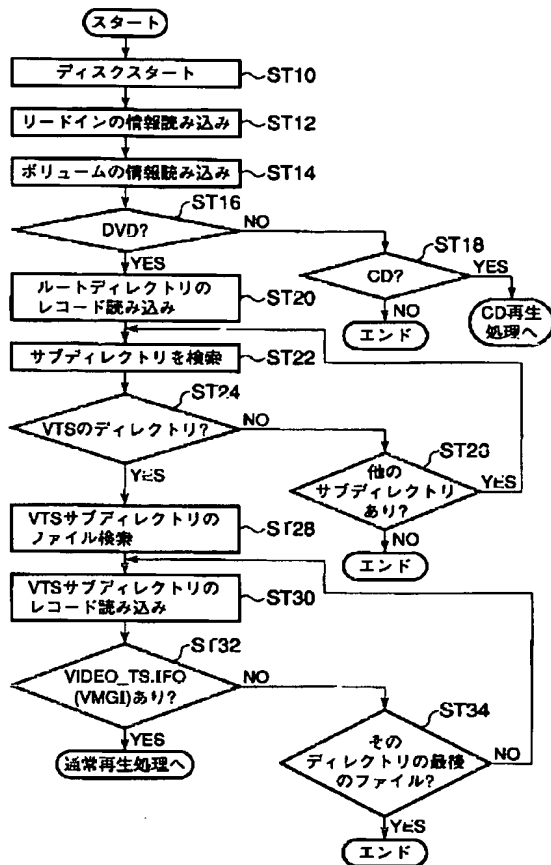 スタート
ディスクスタート
ST10
リードインの情報読み込み
ST12
ボリュームの情報読み込み
ST14
ST16
DVD?
NO
YES
ST18
CD?
YES
NO
エンド
CD再生
処理へ
ルートディレクトリの
レコード読み込み
ST20
サブディレクトリを検索
ST22
ST24
VTSのディレクトリ?
NO
YES
ST26
他の
サブディレクトリ
あり?
YES
NO
エンド
VTSサブディレクトリの
ファイル検索
ST28
VTSサブディレクトリの
レコード読み込み
ST30
ST32
VIDEO_TS.IFO
(VMGI)あり?
NO
YES
通常再生処理へ
ST34
その
ディレクトリの最後
のファイル?
NO
YES
エンド